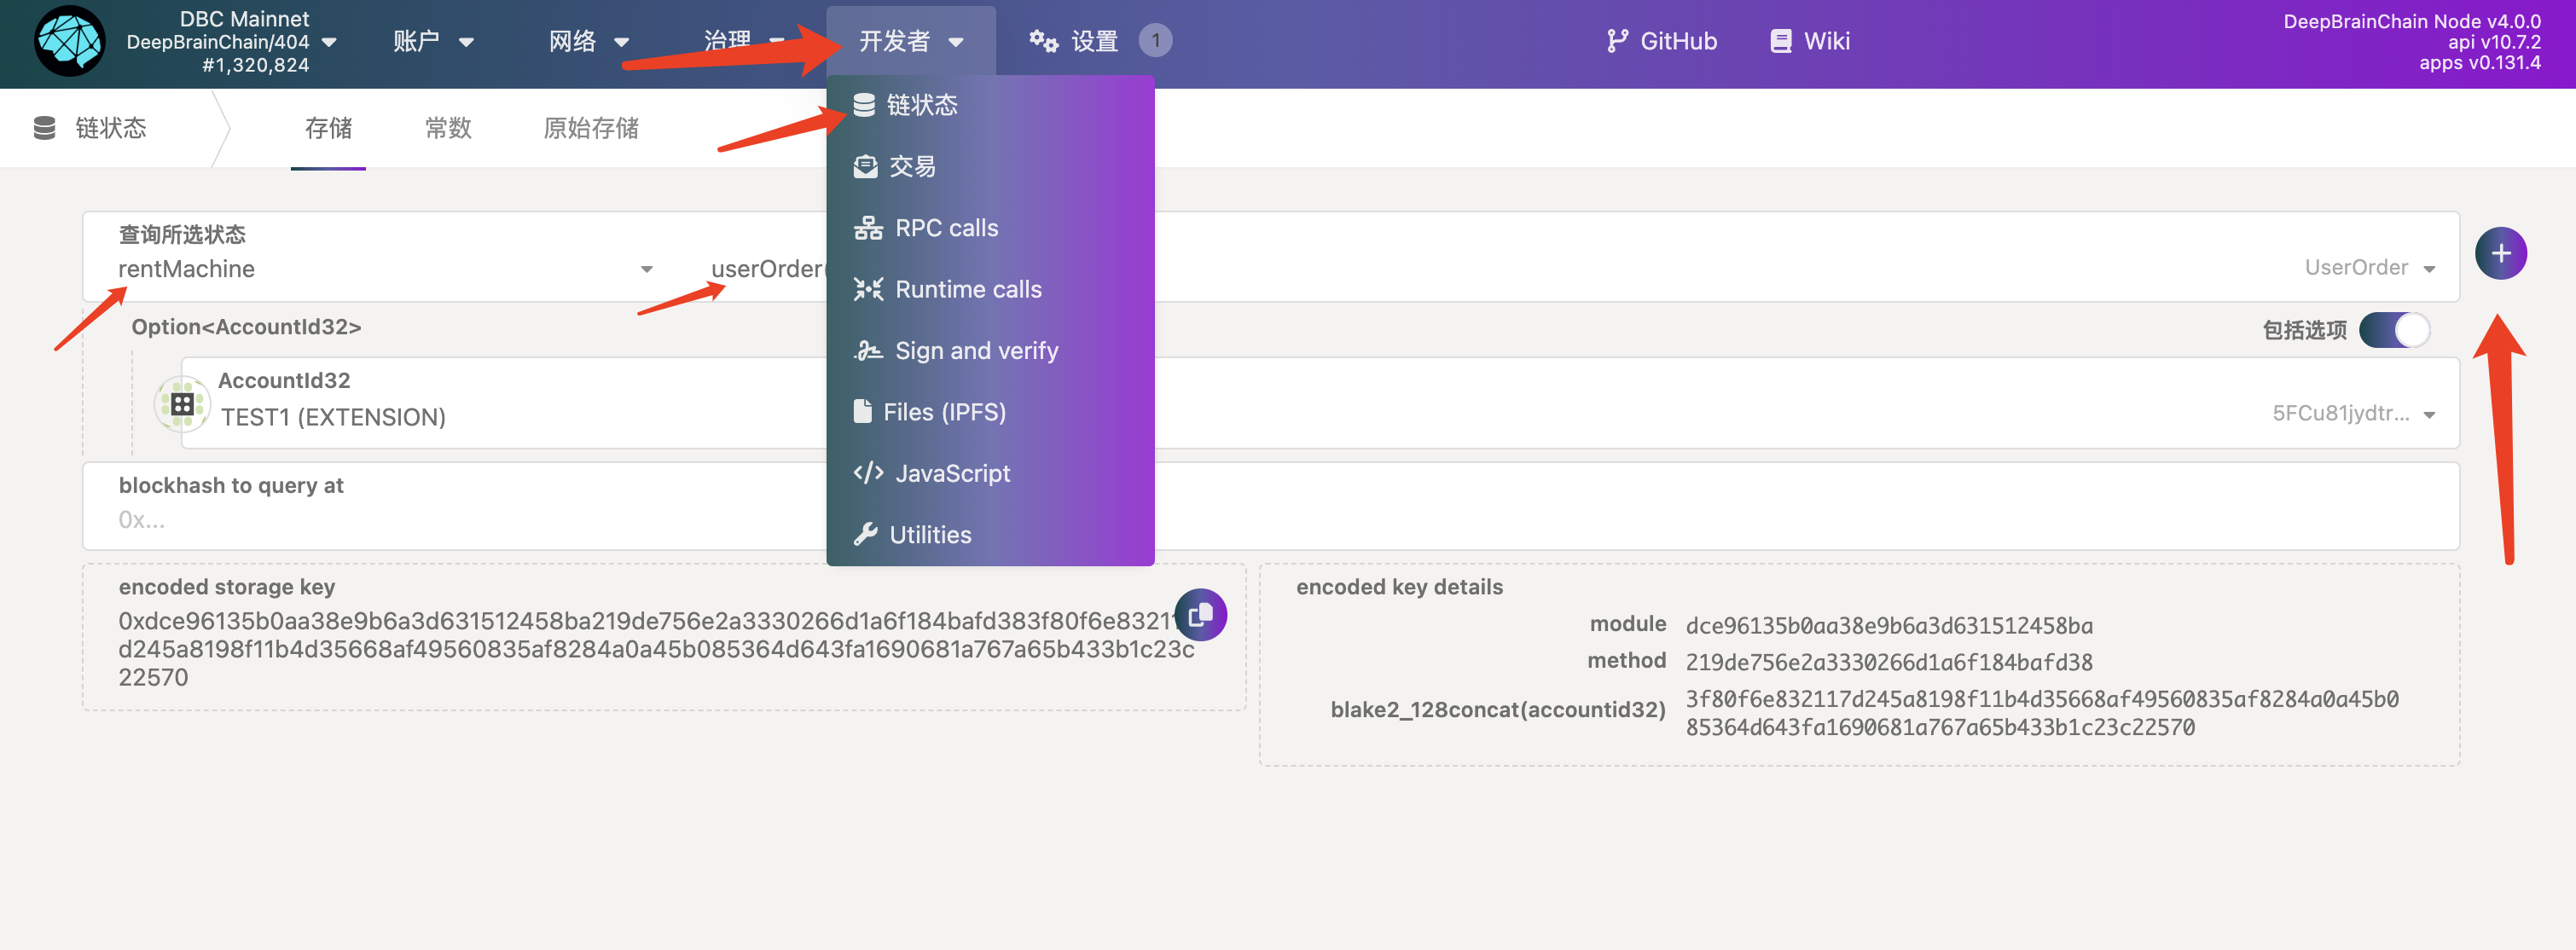 DBC Mainnet
DeepBrainChain/404
#1,320,824
账户
网络
治理
开发者
设置
1
GitHub
Wiki
DeepBrainChain Node v4.0.0
api v10.7.2
apps v0.131.4
链状态
存储
常数
原始存储
链状态
交易
RPC calls
Runtime calls
Sign and verify
Files (IPFS)
JavaScript
Utilities
查询所选状态
rentMachine
userOrder(
UserOrder
Option<AccountId32>
包括选项
AccountId32
TEST1 (EXTENSION)
5FCu81jydtr...
blockhash to query at
0x...
encoded storage key
0xdce96135b0aa38e9b6a3d631512458ba219de756e2a3330266d1a6f184bafd383f80f6e83211
d245a8198f11b4d35668af49560835af8284a0a45b085364d643fa1690681a767a65b433b1c23c
22570
encoded key details
module dce96135b0aa38e9b6a3d631512458ba
method 219de756e2a3330266d1a6f184bafd38
blake2_128concat(accountid32) 3f80f6e832117d245a8198f11b4d35668af49560835af8284a0a45b0
85364d643fa1690681a767a65b433b1c23c22570